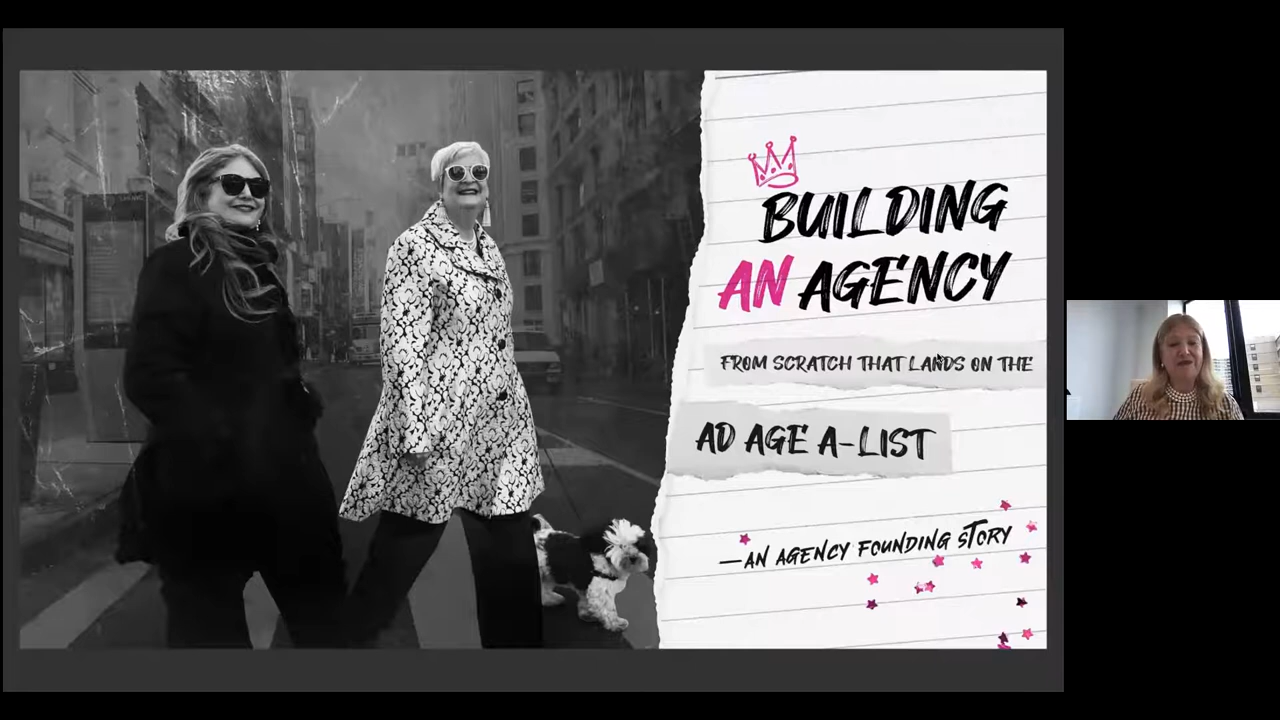 BUILDING
AN AGENCY
FROM SCRATCH THAT LANDS ON THE
AD AGE A-LIST
—AN AGENCY FOUNDING STORY